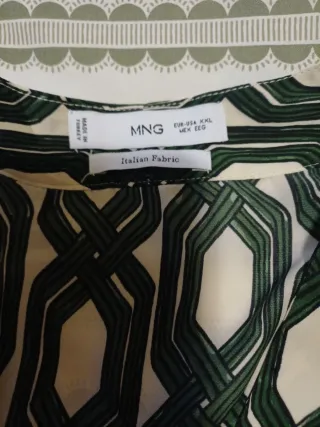 MADE IN
TURKEY
MNG
EUR-USA XXL
MEX EEG
Italian Fabric